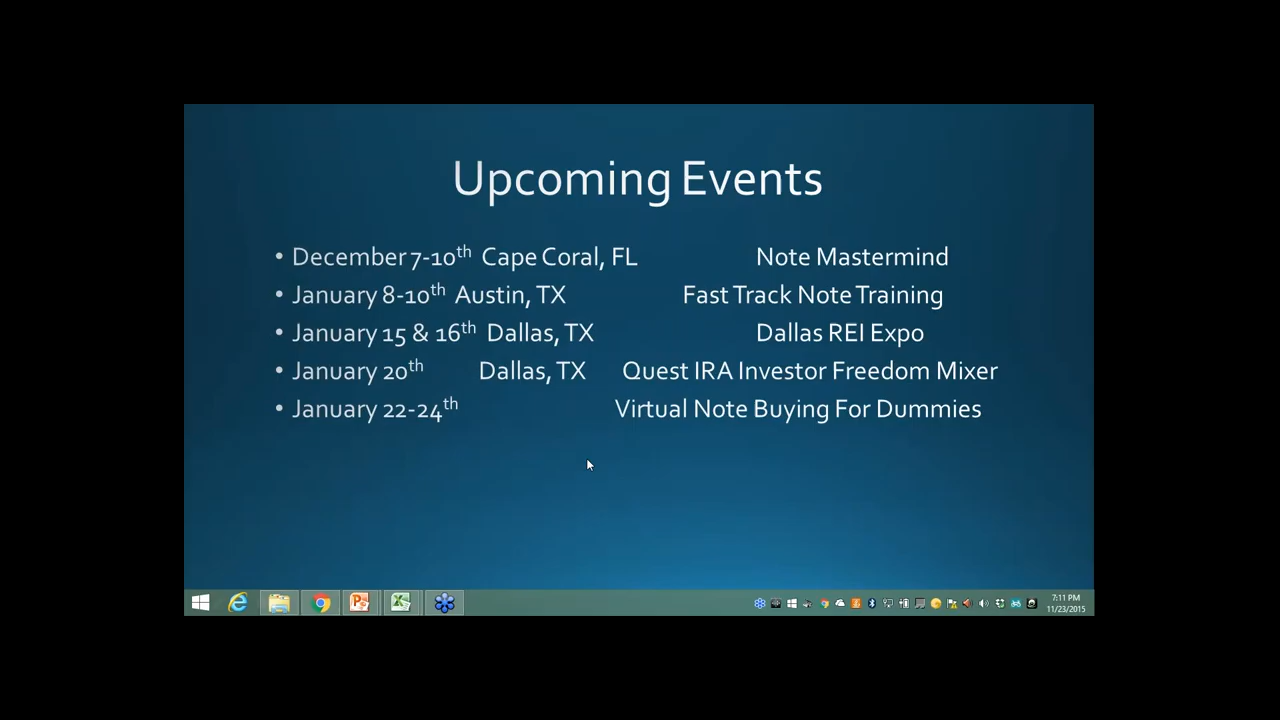 Upcoming Events
• December 7-10th Cape Coral, FL Note Mastermind
• January 8-10th Austin, TX Fast Track Note Training
• January 15 & 16th Dallas, TX Dallas REI Expo
• January 20th Dallas, TX Quest IRA Investor Freedom Mixer
• January 22-24th Virtual Note Buying For Dummies
7:11 PM
11/23/2015